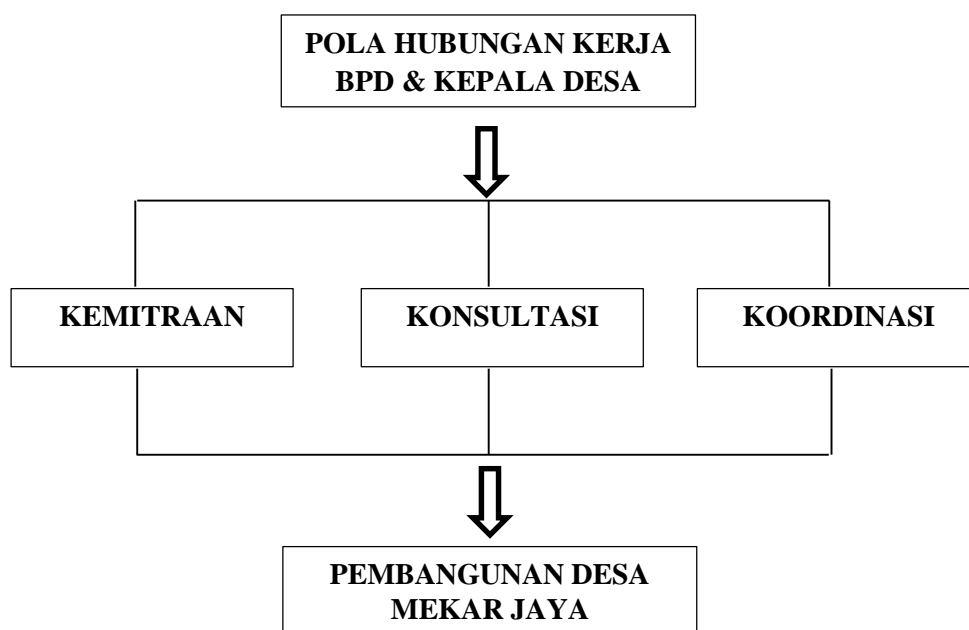 POLA HUBUNGAN KERJA
BPD & KEPALA DESA
KEMITRAAN
KONSULTASI
KOORDINASI
PEMBANGUNAN DESA
MEKAR JAYA